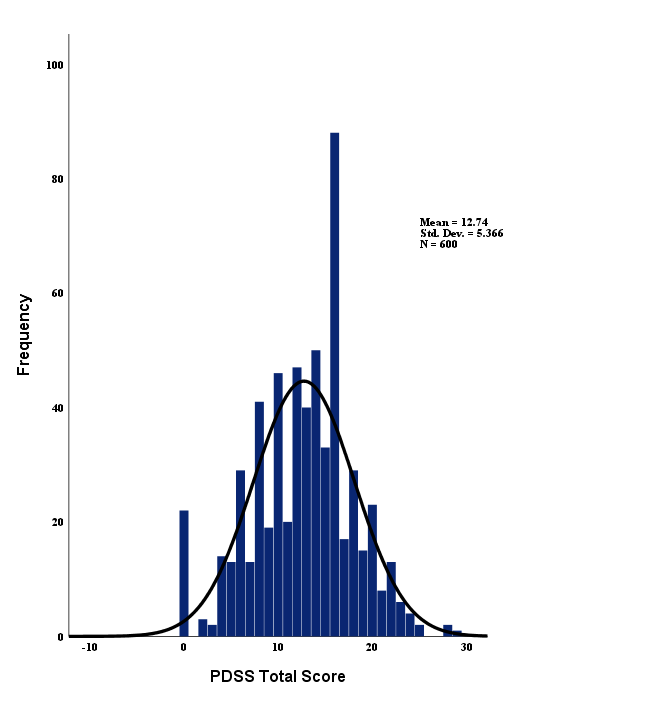 100
80
60
40
20
0
Frequency
Mean = 12.74
Std. Dev. = 5.366
N = 600
-10 0 10 20 30
PDSS Total Score